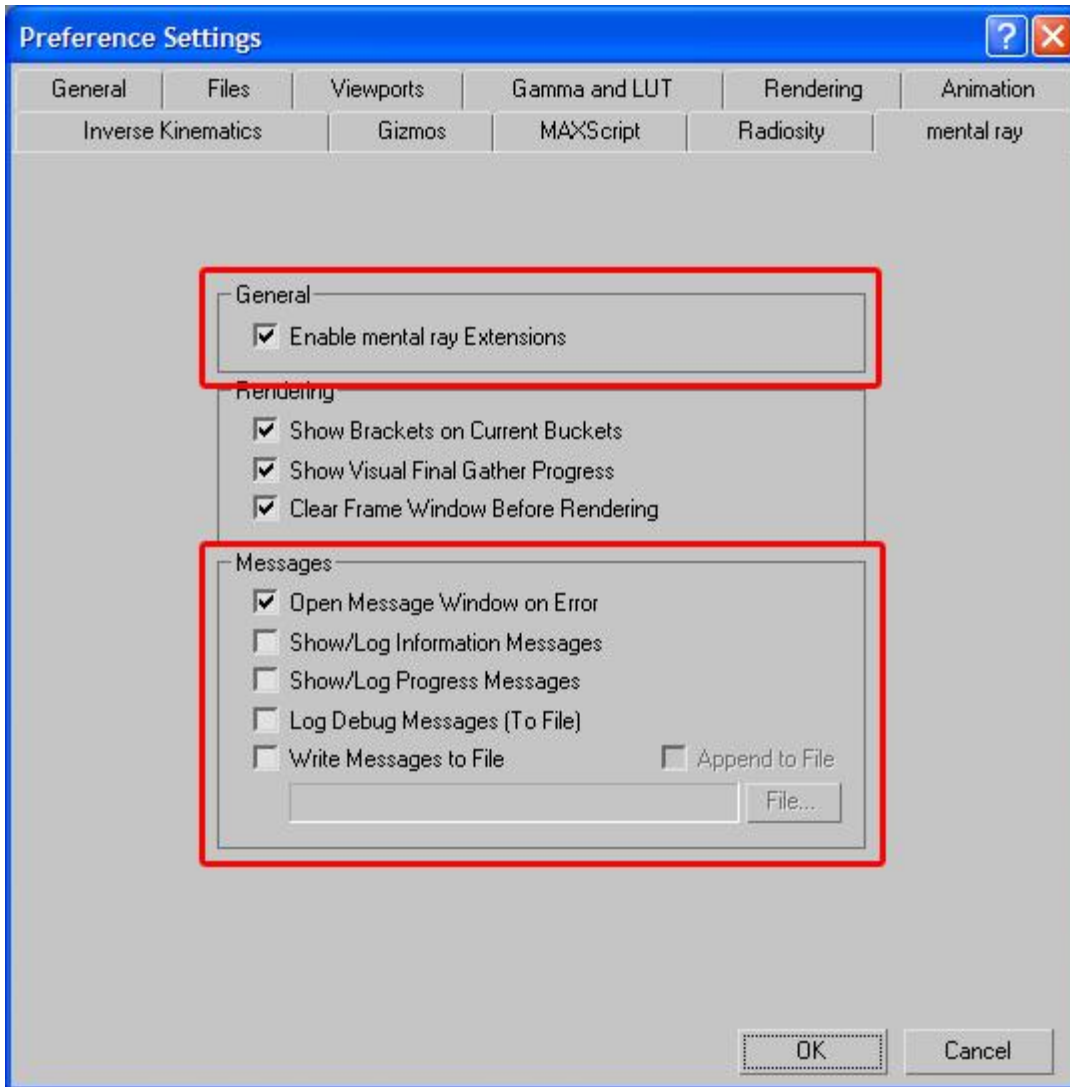 Preference Settings
General Files Viewports Gamma and LUT Rendering Animation
Inverse Kinematics Gizmos MAXScript Radiosity mental ray
General
Enable mental ray Extensions
Rendering
Show Brackets on Current Buckets
Show Visual Final Gather Progress
Clear Frame Window Before Rendering
Messages
Open Message Window on Error
Show/Log Information Messages
Show/Log Progress Messages
Log Debug Messages (To File)
Write Messages to File Append to File
File...
OK Cancel